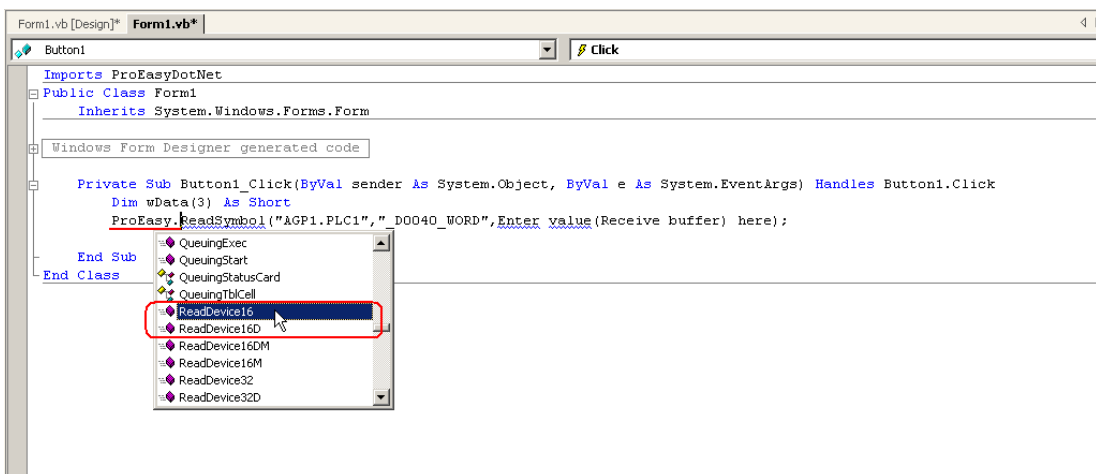 Form1.vb [Design]* Form1.vb*
Button1 Click
Imports ProEasyDotNet
Public Class Form1
Inherits System.Windows.Forms.Form
Windows Form Designer generated code
Private Sub Button1_Click(ByVal sender As System.Object, ByVal e As System.EventArgs) Handles Button1.Click
Dim wData(3) As Short
ProEasy.ReadSymbol("AGP1.PLC1","_D0040_WORD",Enter value(Receive buffer) here);
End Sub
End Class
QueuingExec
QueuingStart
QueuingStatusCard
QueuingTblCell
ReadDevice16
ReadDevice16D
ReadDevice16DM
ReadDevice16M
ReadDevice32
ReadDevice32D